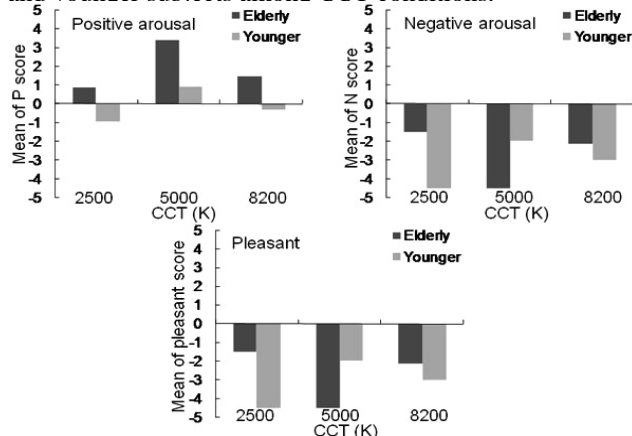 Positive arousal
Elderly
Younger
Mean of P score
5
4
3
2
1
0
-1
-2
-3
-4
-5
2500 5000 8200
CCT (K)
Negative arousal
Elderly
Younger
Mean of N score
5
4
3
2
1
0
-1
-2
-3
-4
-5
2500 5000 8200
CCT (K)
Pleasant
Elderly
Younger
Mean of pleasant score
5
4
3
2
1
0
-1
-2
-3
-4
-5
2500 5000 8200
CCT (K)